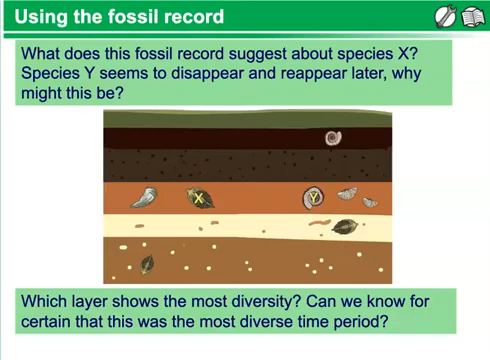 Using the fossil record
What does this fossil record suggest about species X?
Species Y seems to disappear and reappear later, why
might this be?
X
Y
Which layer shows the most diversity? Can we know for
certain that this was the most diverse time period?